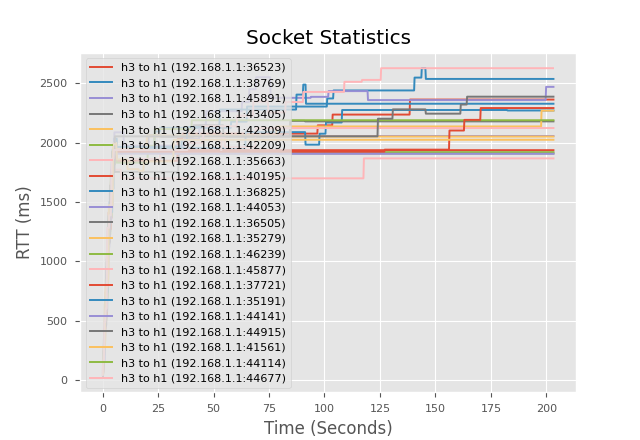 Socket Statistics
RTT (ms)
2500
2000
1500
1000
500
0
h3 to h1 (192.168.1.1:36523)
h3 to h1 (192.168.1.1:38769)
h3 to h1 (192.168.1.1:45891)
h3 to h1 (192.168.1.1:43405)
h3 to h1 (192.168.1.1:42309)
h3 to h1 (192.168.1.1:42209)
h3 to h1 (192.168.1.1:35663)
h3 to h1 (192.168.1.1:40195)
h3 to h1 (192.168.1.1:36825)
h3 to h1 (192.168.1.1:44053)
h3 to h1 (192.168.1.1:36505)
h3 to h1 (192.168.1.1:35279)
h3 to h1 (192.168.1.1:46239)
h3 to h1 (192.168.1.1:45877)
h3 to h1 (192.168.1.1:37721)
h3 to h1 (192.168.1.1:35191)
h3 to h1 (192.168.1.1:44141)
h3 to h1 (192.168.1.1:44915)
h3 to h1 (192.168.1.1:41561)
h3 to h1 (192.168.1.1:44114)
h3 to h1 (192.168.1.1:44677)
0 25 50 75 100 125 150 175 200
Time (Seconds)